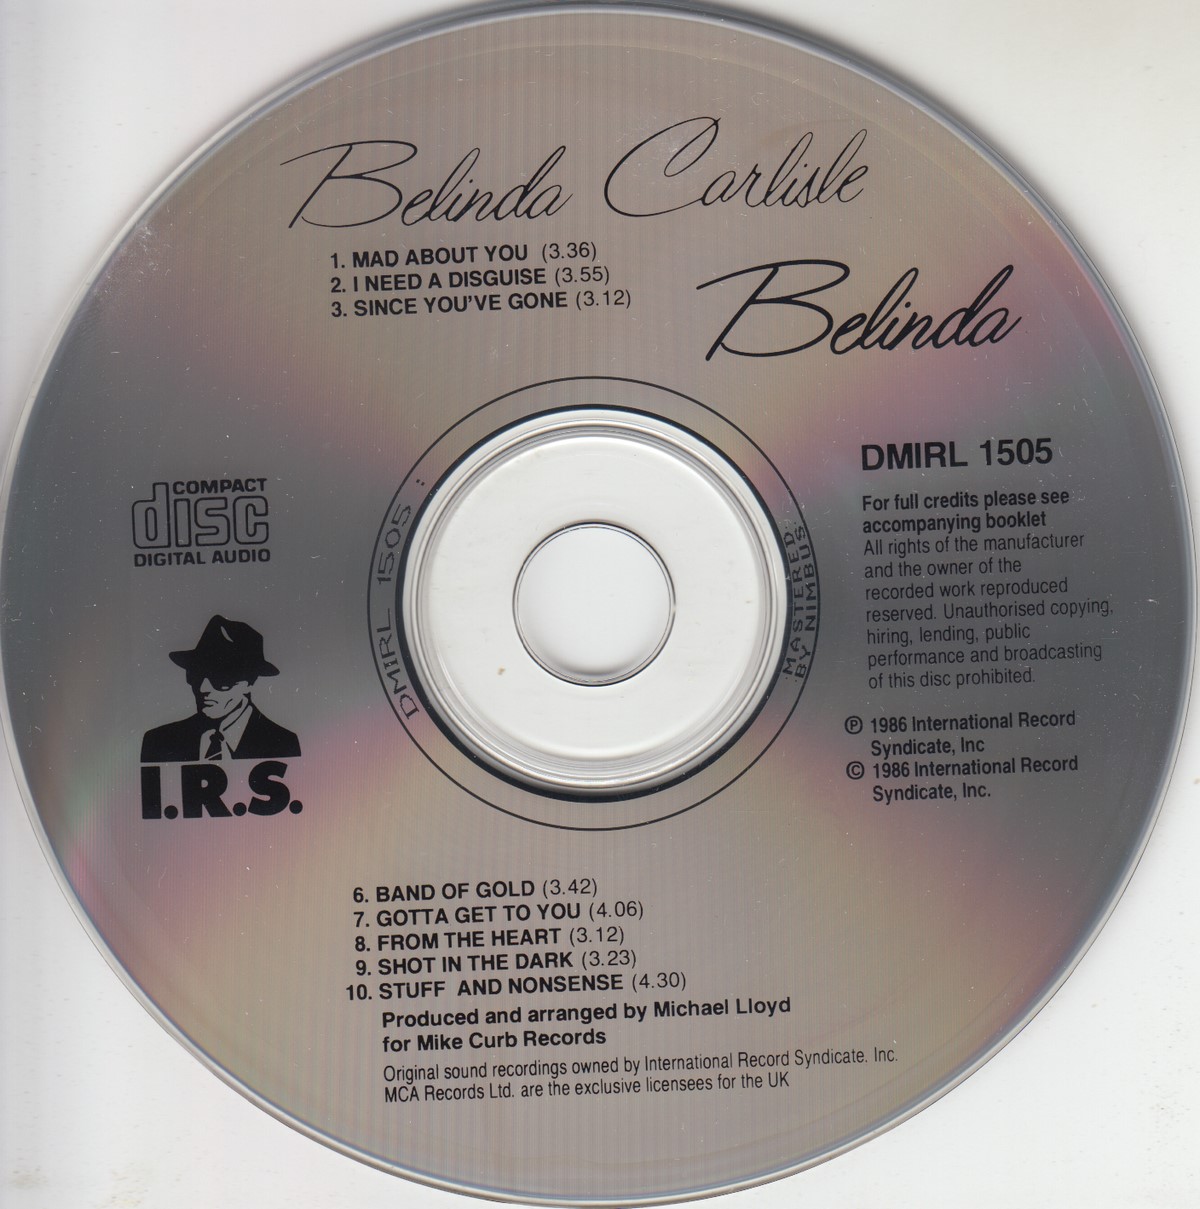 Belinda Carlisle
1. MAD ABOUT YOU (3.36)
2. I NEED A DISGUISE (3.55)
3. SINCE YOU'VE GONE (3.12)
Belinda
COMPACT
disc
DIGITAL AUDIO
I.R.S.
DMIRL 1505 :
:MASTERED:
:BY NIMBUS:
DMIRL 1505
For full credits please see
accompanying booklet
All rights of the manufacturer
and the owner of the
recorded work reproduced
reserved. Unauthorised copying,
hiring, lending, public
performance and broadcasting
of this disc prohibited.
℗ 1986 International Record
Syndicate, Inc
© 1986 International Record
Syndicate, Inc.
6. BAND OF GOLD (3.42)
7. GOTTA GET TO YOU (4.06)
8. FROM THE HEART (3.12)
9. SHOT IN THE DARK (3.23)
10. STUFF AND NONSENSE (4.30)
Produced and arranged by Michael Lloyd
for Mike Curb Records
Original sound recordings owned by International Record Syndicate. Inc.
MCA Records Ltd. are the exclusive licensees for the UK